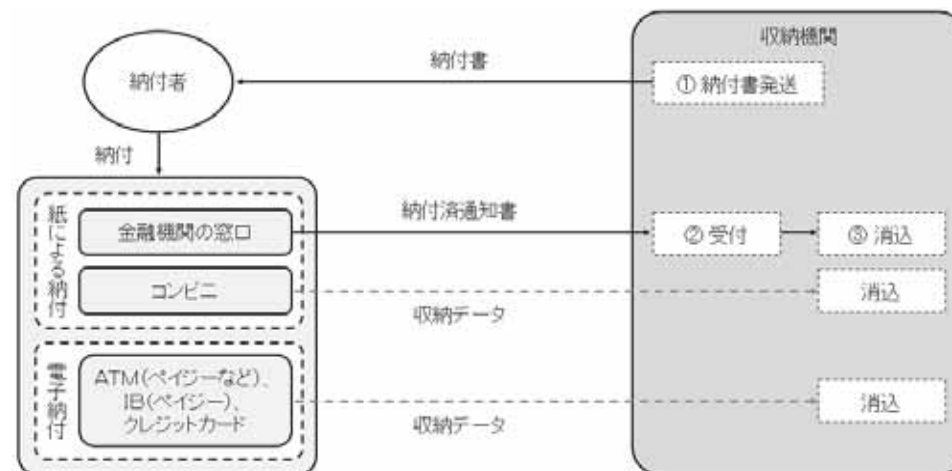 収納機関
納付書
納付者
① 納付書発送
納付
納付済通知書
紙による納付
金融機関の窓口
② 受付
③ 消込
コンビニ
消込
収納データ
電子納付
ATM(ペイジーなど)、
IB(ペイジー)、
クレジットカード
消込
収納データ